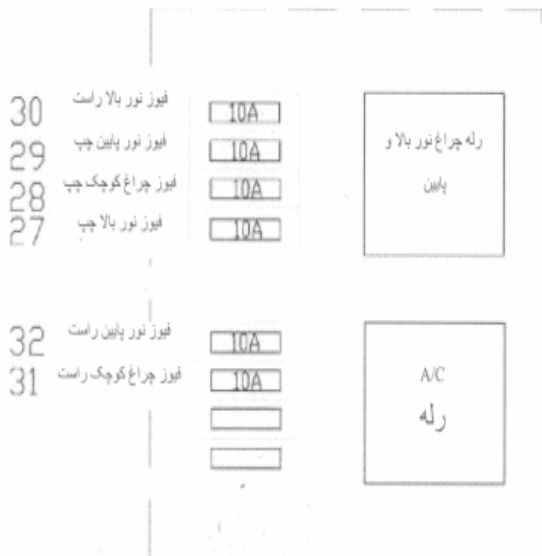 30 فیوز نور بالا راست 10A
29 فیوز نور پایین چپ 10A
28 فیوز چراغ کوچک چپ 10A
27 فیوز نور بالا چپ 10A
رله چراغ نور بالا و
پایین
32 فیوز نور پایین راست 10A
31 فیوز چراغ کوچک راست 10A
A/C
رله